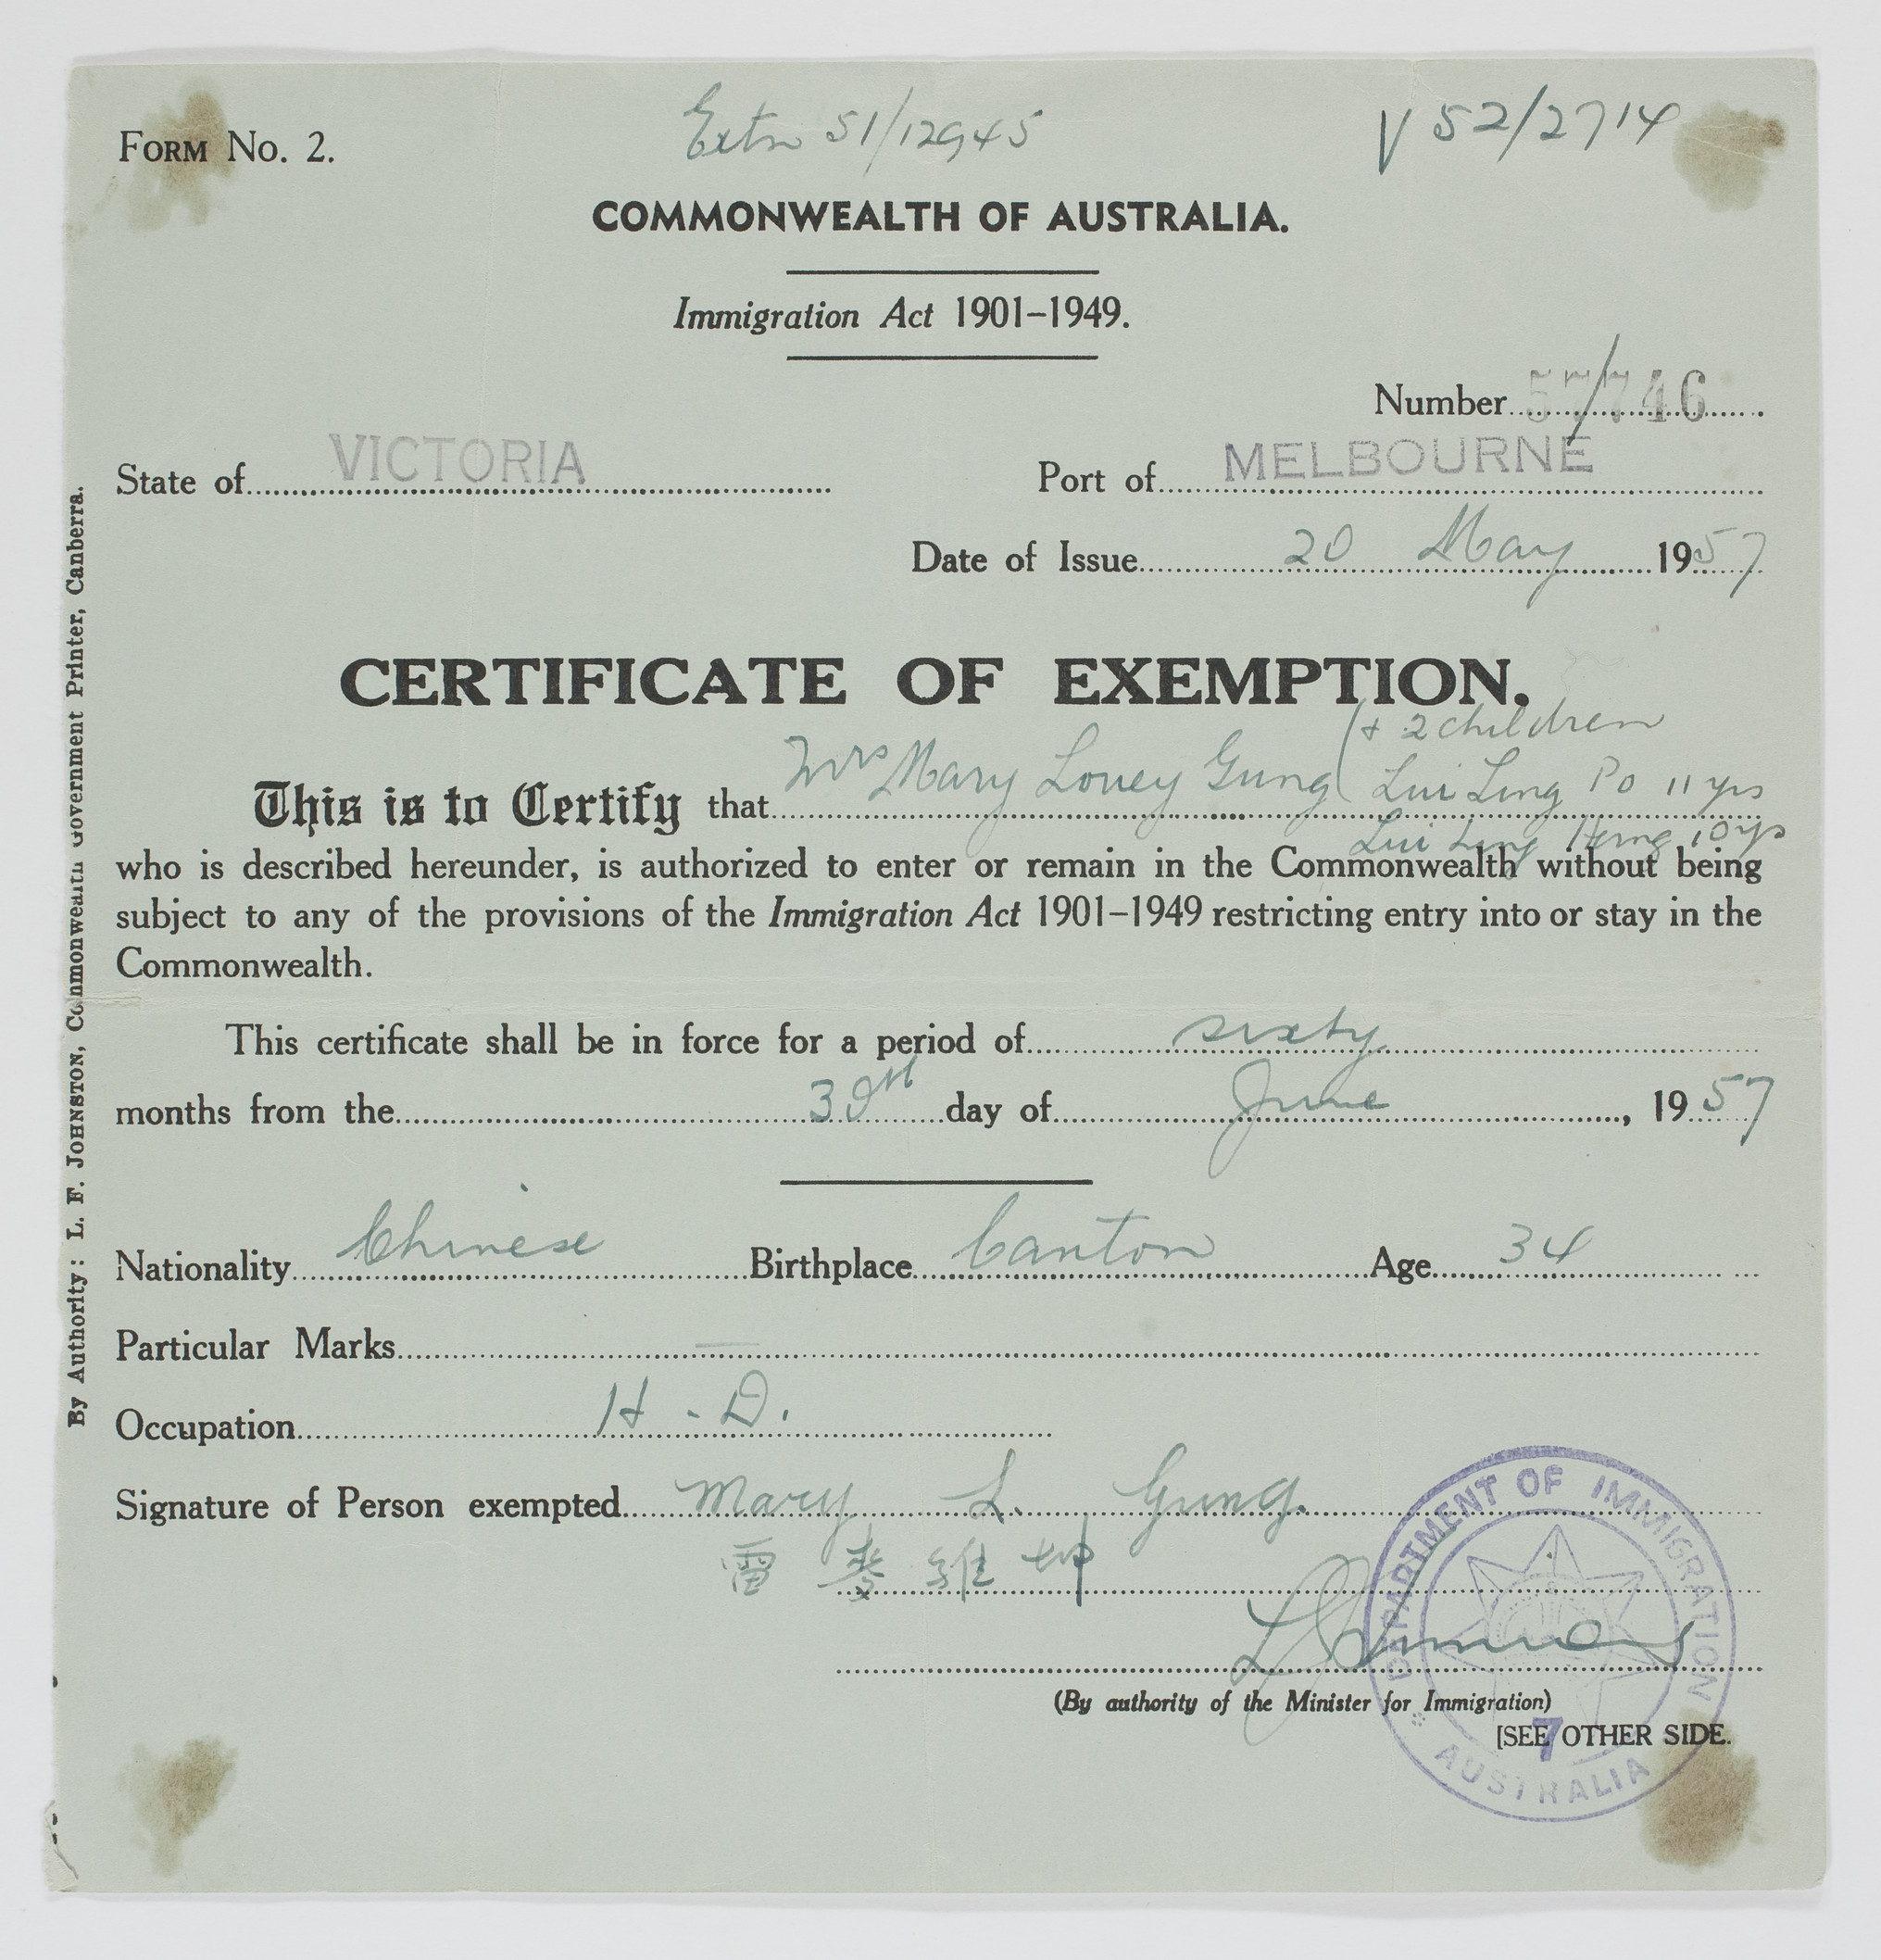 Form No. 2.
Extn 51/12945
V 52/2714
COMMONWEALTH OF AUSTRALIA.
Immigration Act 1901–1949.
Number 57/746
State of VICTORIA Port of MELBOURNE
Date of Issue 20 May 1957
CERTIFICATE OF EXEMPTION.
(+ 2 children
This is to Certify that Mrs Mary Louey Gung ( Lui Ling Po 11 yrs
Lui Ling Hemg 10 yrs
who is described hereunder, is authorized to enter or remain in the Commonwealth without being
subject to any of the provisions of the Immigration Act 1901–1949 restricting entry into or stay in the
Commonwealth.
This certificate shall be in force for a period of sixty
months from the 30th day of June, 1957
Nationality Chinese Birthplace Canton Age 34
Particular Marks —
Occupation H.D.
Signature of Person exempted Mary L. Gung.
雷麥維坤
(By authority of the Minister for Immigration)
[SEE OTHER SIDE.
DEPARTMENT OF IMMIGRATION
7
AUSTRALIA
By Authority: L. F. Johnston, Commonwealth Government Printer, Canberra.